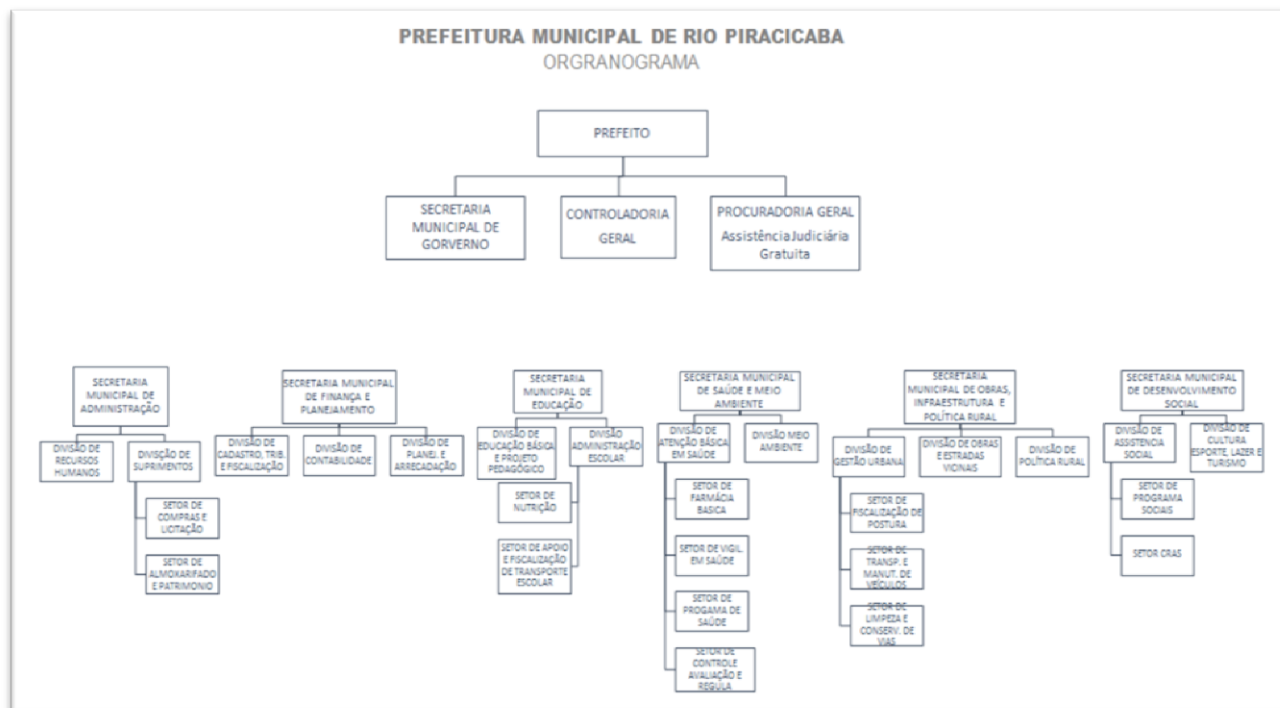 PREFEITURA MUNICIPAL DE RIO PIRACICABA
ORGRANOGRAMA
PREFEITO
SECRETARIA
MUNICIPAL DE
GORVERNO
CONTROLADORIA
GERAL
PROCURADORIA GERAL
Assistência Judiciária
Gratuita
SECRETARIA
MUNICIPAL DE
ADMINISTRAÇÃO
DIVISÃO DE
RECURSOS
HUMANOS
DIVISÇÃO DE
SUPRIMENTOS
SETOR DE
COMPRAS E
LICITAÇÃO
SETOR DE
ALMOXARIFADO
E PATRIMONIO
SECRETARIA MUNICIPAL
DE FINANÇA E
PLANEJAMENTO
DIVISÃO DE
CADASTRO, TRIB.
E FISCALIZAÇÃO
DIVISÃO DE
CONTABILIDADE
DIVISÃO DE
PLANEJ. E
ARRECADAÇÃO
SECRETARIA
MUNICIPAL DE
EDUCAÇÃO
DIVISÃO DE
EDUCAÇÃO BÁSICA
E PROJETO
PEDAGÓGICO
DIVISÃO
ADMINISTRAÇÃO
ESCOLAR
SETOR DE
NUTRIÇÃO
SETOR DE APOIO
E FISCALIZAÇÃO
DE TRANSPORTE
ESCOLAR
SECRETARIA MUNICIPAL
DE SAÚDE E MEIO
AMBIENTE
DIVISÃO DE
ATENÇÃO BÁSICA
EM SAÚDE
DIVISÃO MEIO
AMBIENTE
SETOR DE
FARMÁCIA
BASICA
SETOR DE VIGIL.
EM SAÚDE
SETOR DE
PROGAMA DE
SAÚDE
SETOR DE
CONTROLE
AVALIAÇÃO E
REGULA
SECRETARIA
MUNICIPAL DE OBRAS,
INFRAESTRUTURA E
POLÍTICA RURAL
DIVISÃO DE
GESTÃO URBANA
DIVISÃO DE OBRAS
E ESTRADAS
VICINAIS
DIVISÃO DE
POLÍTICA RURAL
SETOR DE
FISCALIZAÇÃO DE
POSTURA
SETOR DE
TRANSP. E
MANUT. DE
VEÍCULOS
SETOR DE
LIMPEZA E
CONSERV. DE
VIAS
SECRETARIA MUNICIPAL
DE DESENVOLVIMENTO
SOCIAL
DIVISÃO DE
ASSISTENCIA
SOCIAL
DIVISÃO DE
CULTURA
ESPORTE, LAZER E
TURISMO
SETOR DE
PROGRAMA
SOCIAIS
SETOR CRAS